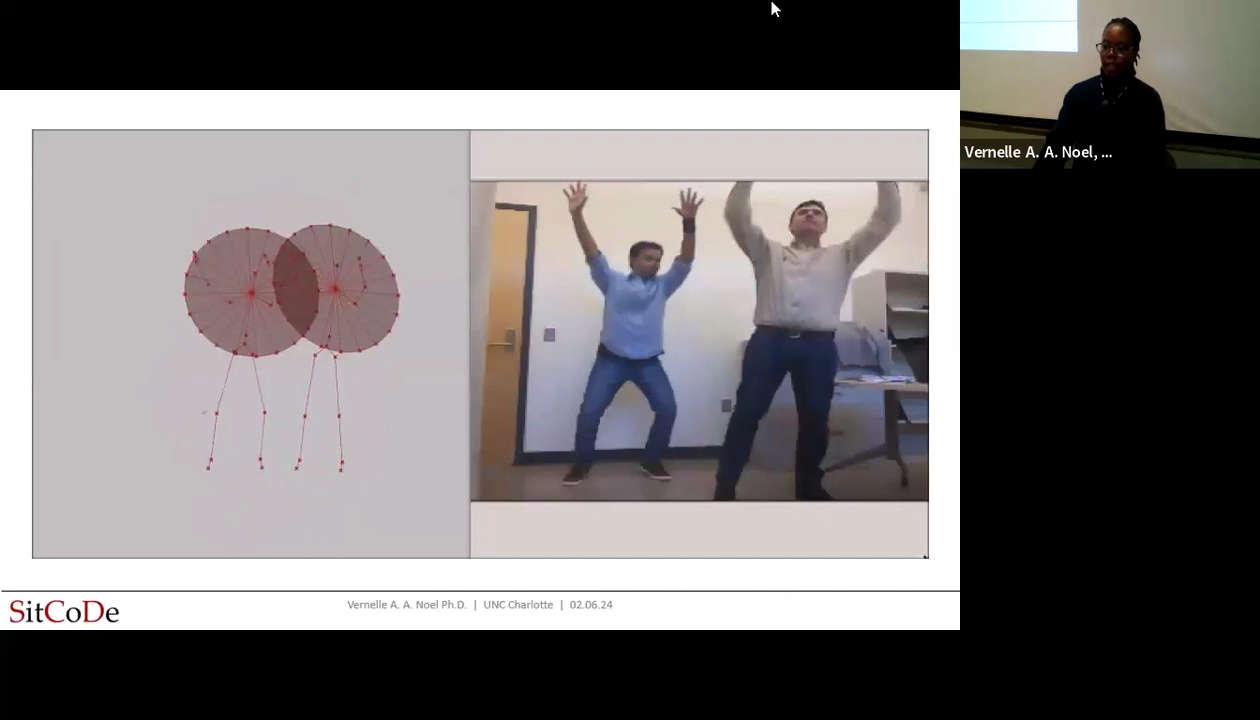 Vernelle A. A. Noel, ...
SitCoDe
Vernelle A. A. Noel Ph.D. | UNC Charlotte | 02.06.24